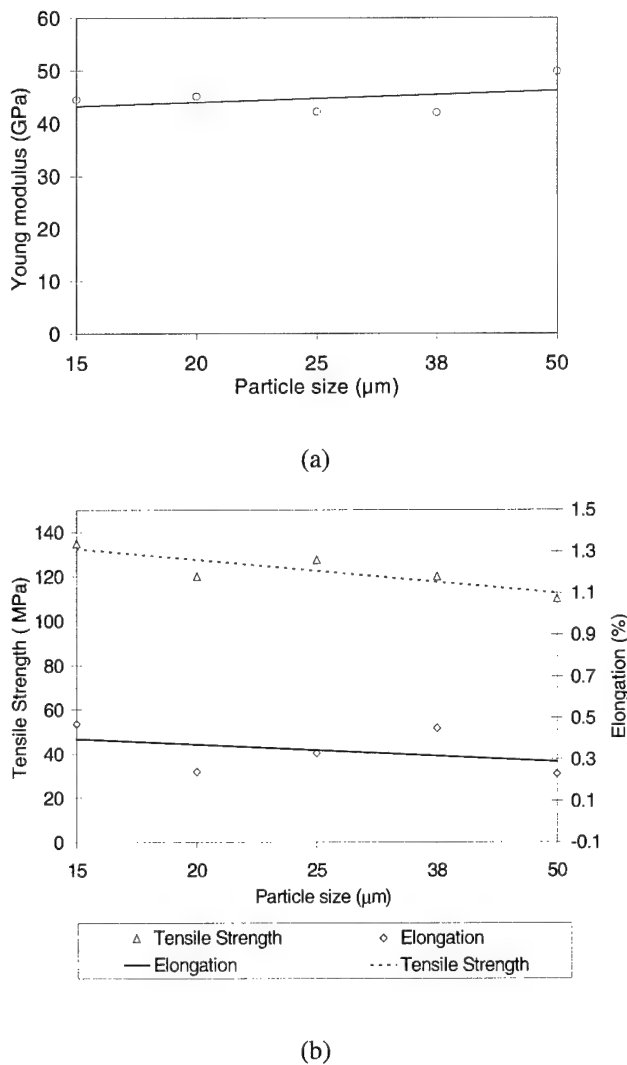 60
50
40
30
20
10
0
Young modulus (GPa)
15 20 25 38 50
Particle size (µm)
(a)
140
120
100
80
60
40
20
0
Tensile Strength ( MPa)
1.5
1.3
1.1
0.9
0.7
0.5
0.3
0.1
-0.1
Elongation (%)
15 20 25 38 50
Particle size (µm)
Tensile Strength Elongation
Elongation Tensile Strength
(b)